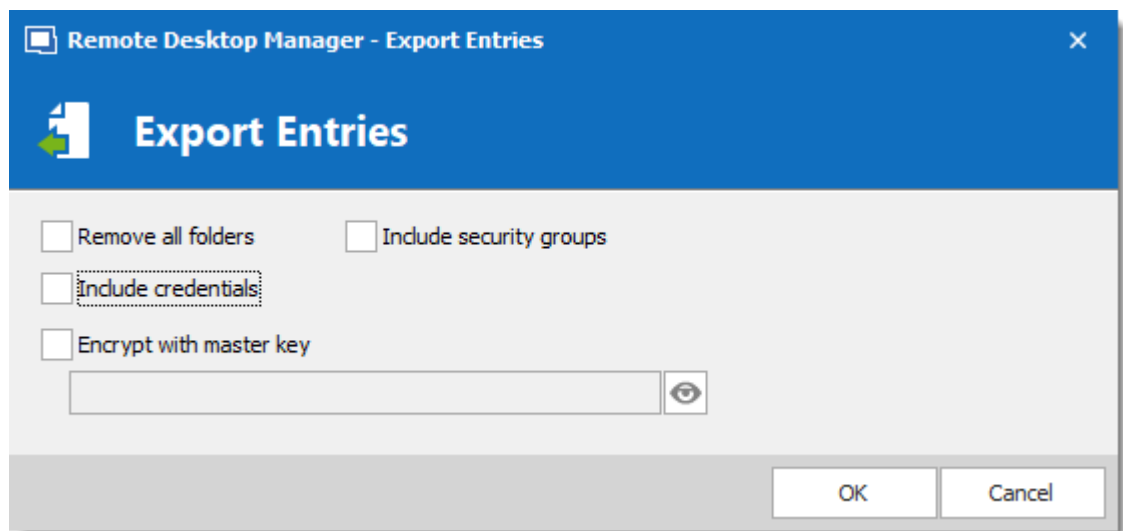 Remote Desktop Manager - Export Entries
Export Entries
Remove all folders Include security groups
Include credentials
Encrypt with master key
OK Cancel